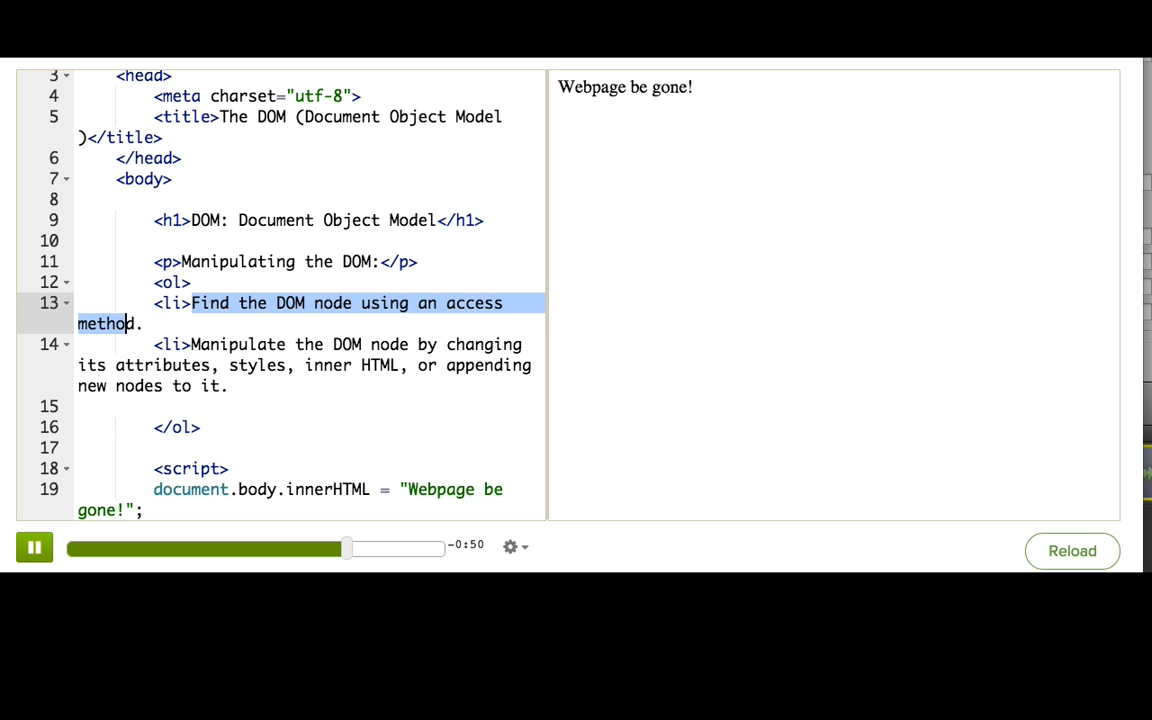 3 <head>
4 <meta charset="utf-8">
5 <title>The DOM (Document Object Model
)</title>
6 </head>
7 <body>
8
9 <h1>DOM: Document Object Model</h1>
10
11 <p>Manipulating the DOM:</p>
12 <ol>
13 <li>Find the DOM node using an access
method.
14 <li>Manipulate the DOM node by changing
its attributes, styles, inner HTML, or appending
new nodes to it.
15
16 </ol>
17
18 <script>
19 document.body.innerHTML = "Webpage be
gone!";
Webpage be gone!
-0:50
Reload